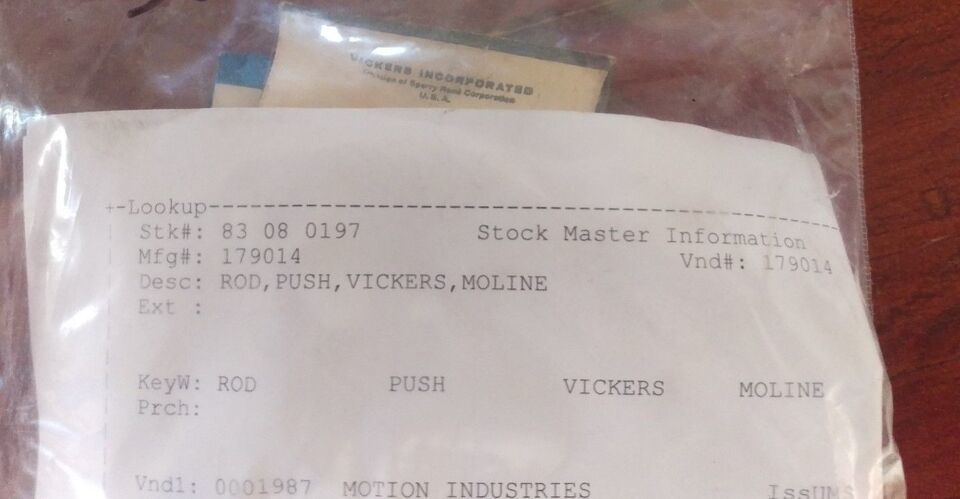 VICKERS INCORPORATED
Division of Sperry Rand Corporation
U. S. A.
+-Lookup------------------------------------------------
Stk#: 83 08 0197 Stock Master Information
Mfg#: 179014 Vnd#: 179014
Desc: ROD,PUSH,VICKERS,MOLINE
Ext :
KeyW: ROD PUSH VICKERS MOLINE
Prch:
Vnd1: 0001987 MOTION INDUSTRIES IssUM